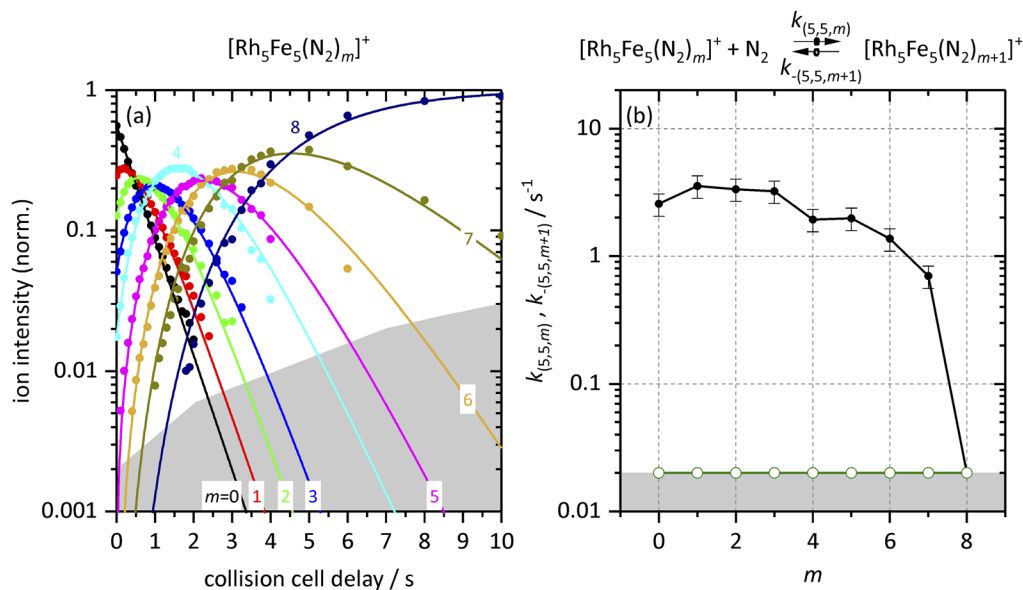 [Rh5Fe5(N2)m]+
(a)
ion intensity (norm.)
1
0.1
0.01
0.001
4
8
7
6
m=0
1
2
3
5
0 1 2 3 4 5 6 7 8 9 10
collision cell delay / s
k(5,5,m)
[Rh5Fe5(N2)m]+ + N2 [Rh5Fe5(N2)m+1]+
k-(5,5,m+1)
(b)
k(5,5,m) , k-(5,5,m+1) / s-1
10
1
0.1
0.01
0 2 4 6 8
m